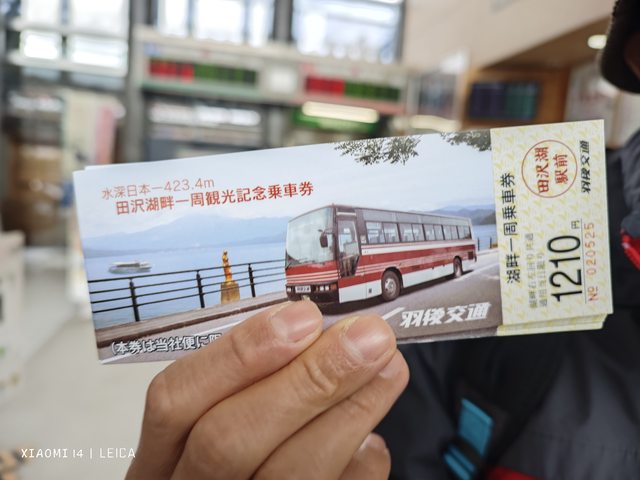 水深日本一423.4m
田沢湖畔一周観光記念乗車券
羽後交通
(本券は当社便に限
湖畔一周乗車券
1210円
No 020525
田沢湖
駅前
羽後交通
XIAOMI 14 | LEICA